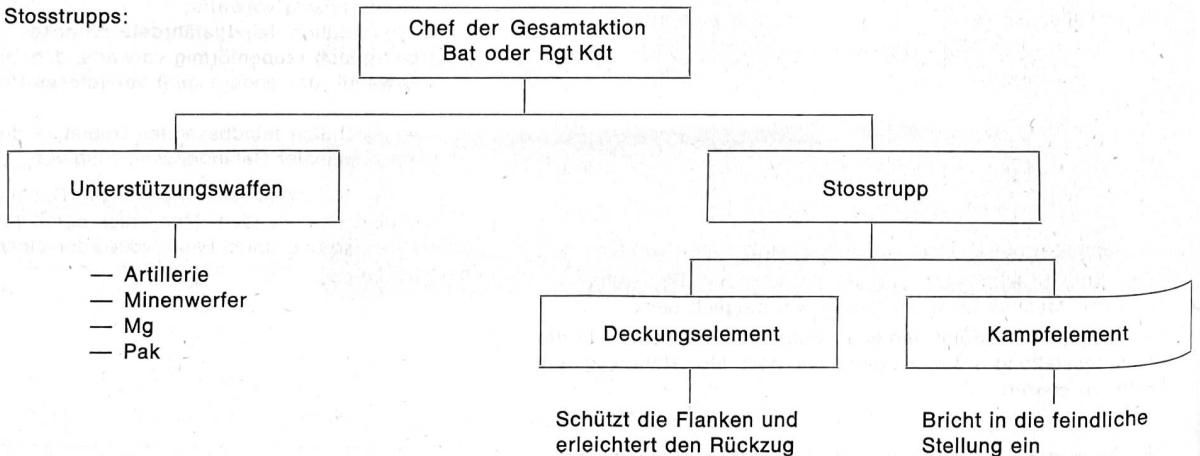 Stosstrupps:
Chef der Gesamtaktion
Bat oder Rgt Kdt
Unterstützungswaffen
Stosstrupp
— Artillerie
— Minenwerfer
— Mg
— Pak
Deckungselement
Kampfelement
Schützt die Flanken und
erleichtert den Rückzug
Bricht in die feindliche
Stellung ein